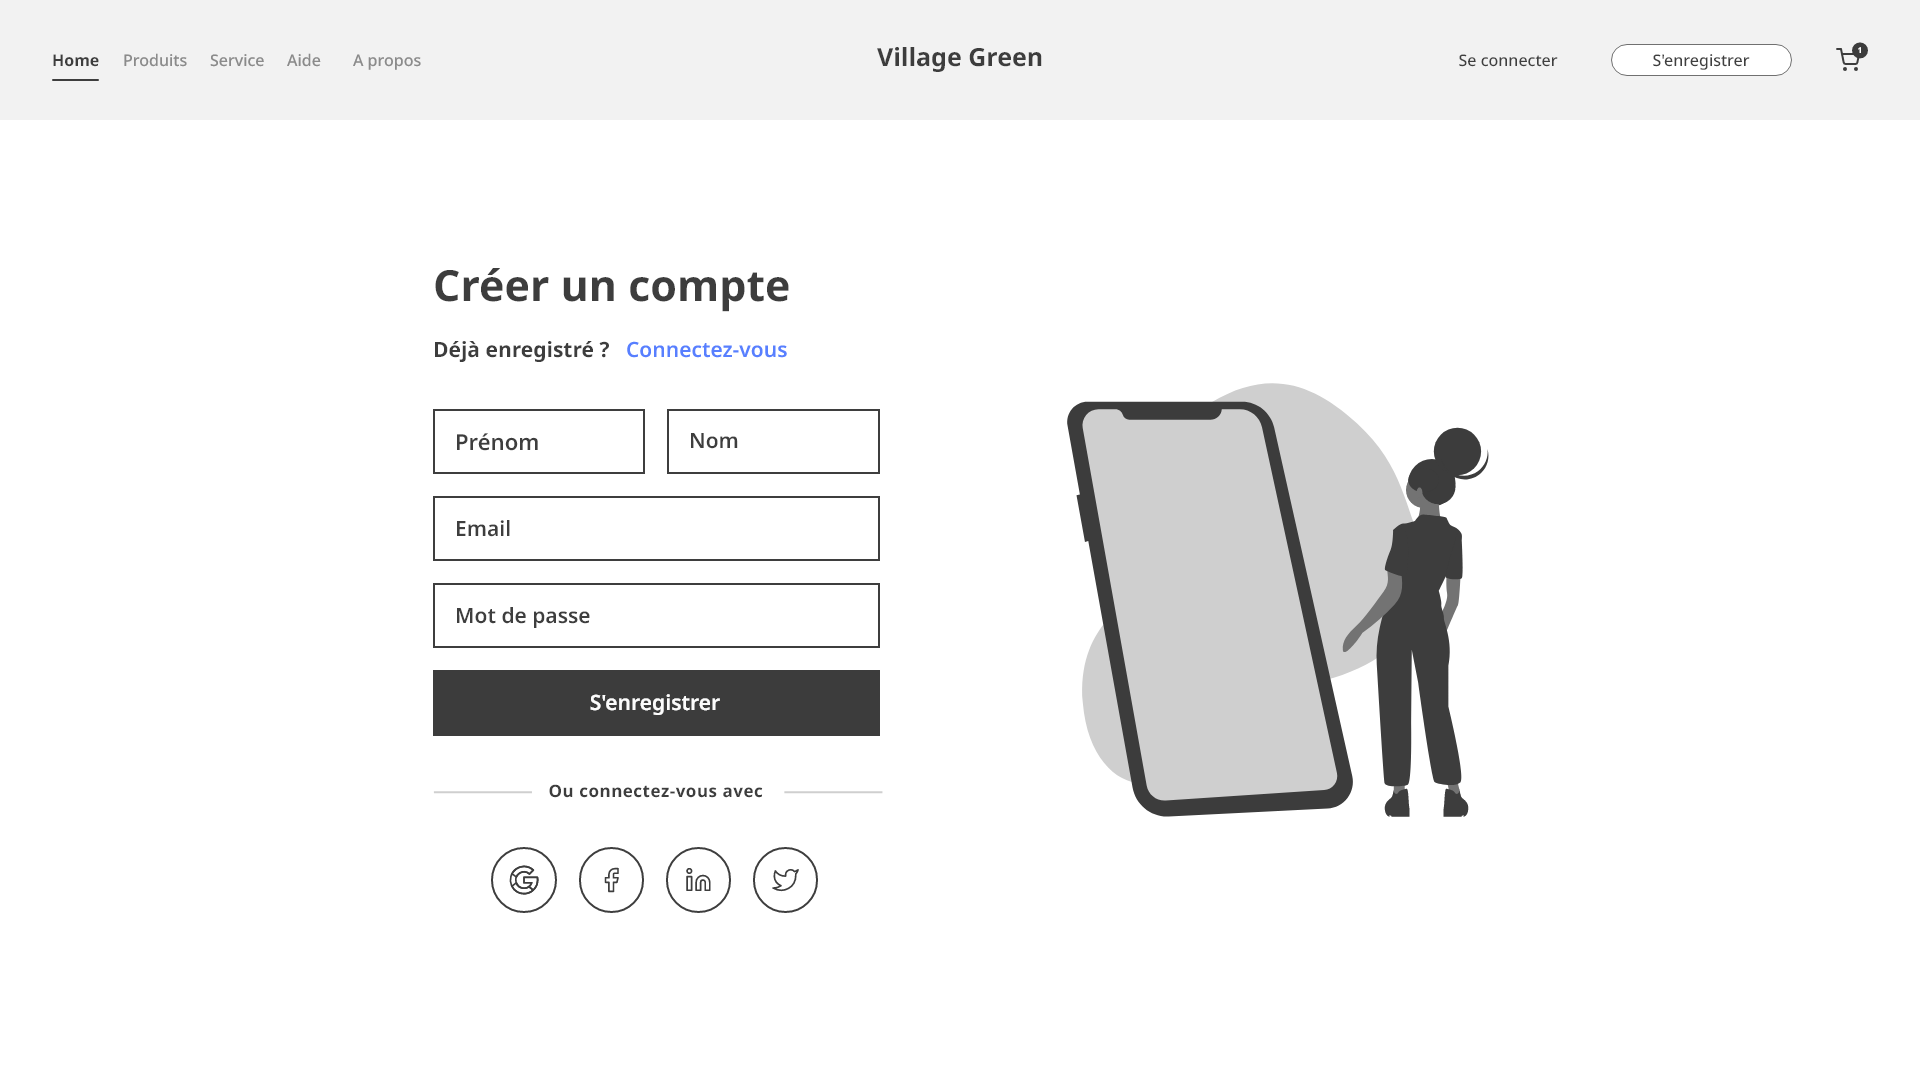 Home Produits Service Aide A propos Village Green Se connecter S'enregistrer 1
Créer un compte
Déjà enregistré ? Connectez-vous
Prénom Nom
Email
Mot de passe
S'enregistrer
Ou connectez-vous avec